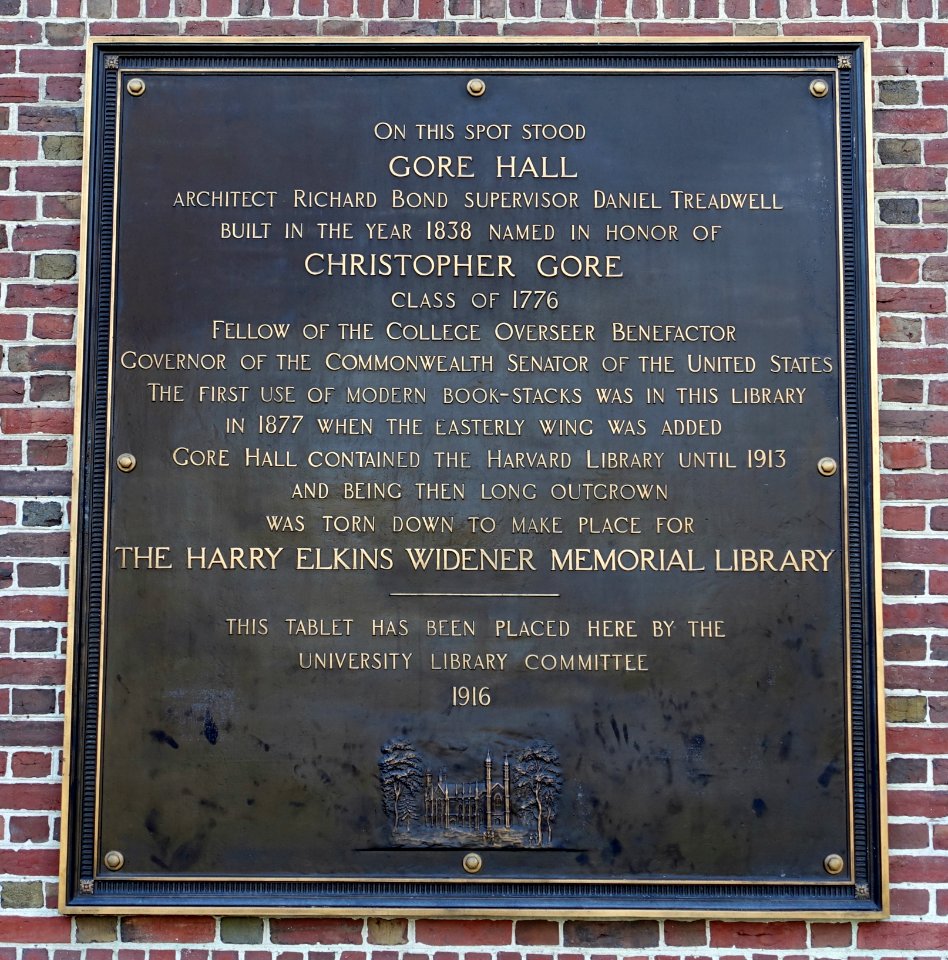 On this spot stood
GORE HALL
architect Richard Bond supervisor Daniel Treadwell
built in the year 1838 named in honor of
CHRISTOPHER GORE
class of 1776
Fellow of the College Overseer Benefactor
Governor of the Commonwealth Senator of the United States
The first use of modern book-stacks was in this library
in 1877 when the easterly wing was added
Gore Hall contained the Harvard Library until 1913
and being then long outgrown
was torn down to make place for
THE HARRY ELKINS WIDENER MEMORIAL LIBRARY
this tablet has been placed here by the
university library committee
1916